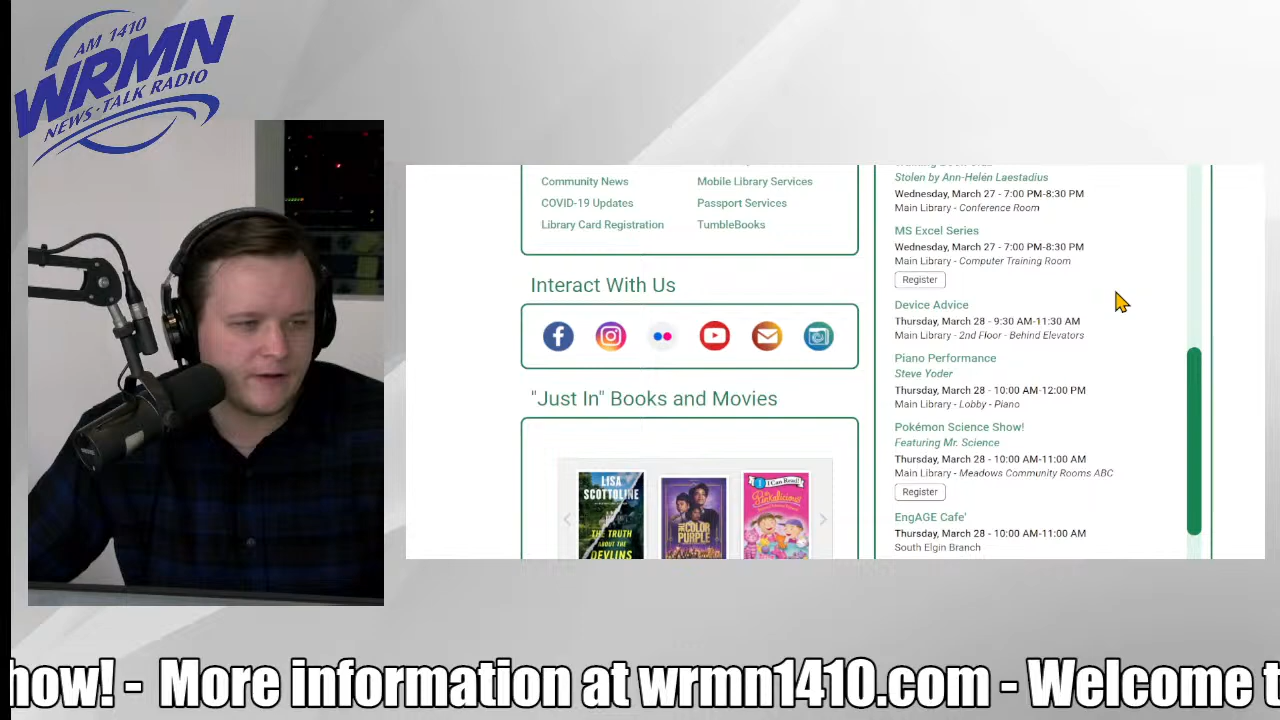 AM 1410
WRMN
NEWS·TALK RADIO
Community News
COVID-19 Updates
Library Card Registration
Mobile Library Services
Passport Services
TumbleBooks
Interact With Us
"Just In" Books and Movies
LISA
SCOTTOLINE
THE TRUTH
ABOUT THE
DEVLINS
THE
COLOR
PURPLE
I Can Read!
Pinkalicious
Stolen by Ann-Helén Laestadius
Wednesday, March 27 - 7:00 PM-8:30 PM
Main Library - Conference Room
MS Excel Series
Wednesday, March 27 - 7:00 PM-8:30 PM
Main Library - Computer Training Room
Register
Device Advice
Thursday, March 28 - 9:30 AM-11:30 AM
Main Library - 2nd Floor - Behind Elevators
Piano Performance
Steve Yoder
Thursday, March 28 - 10:00 AM-12:00 PM
Main Library - Lobby - Piano
Pokémon Science Show!
Featuring Mr. Science
Thursday, March 28 - 10:00 AM-11:00 AM
Main Library - Meadows Community Rooms ABC
Register
EngAGE Cafe'
Thursday, March 28 - 10:00 AM-11:00 AM
South Elgin Branch
how! - More information at wrmn1410.com - Welcome t